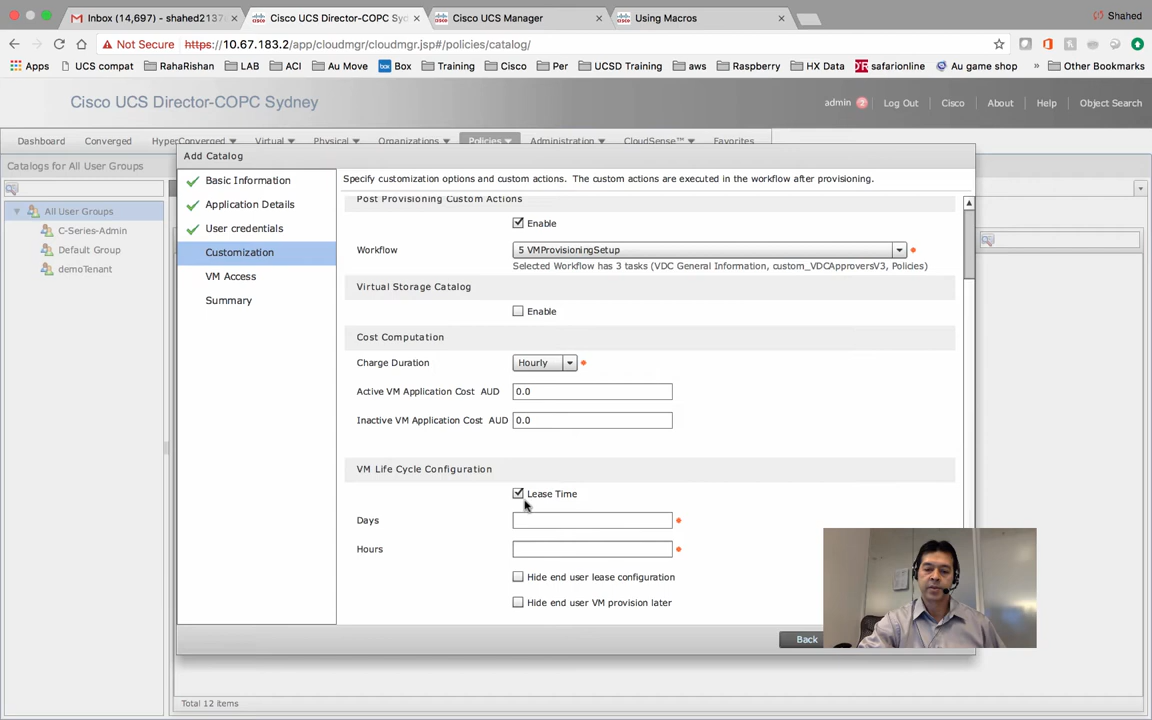 Inbox (14,697) - shahed2137
Cisco UCS Director-COPC Syd
Cisco UCS Manager
Using Macros
Shahed
Not Secure
https://10.67.183.2/app/cloudmgr/cloudmgr.jsp#/policies/catalog/
Apps
UCS compat
RahaRishan
LAB
ACI
Au Move
box Box
Training
Cisco
Per
UCSD Training
aws
Raspberry
HX Data
safarionline
Au game shop
»
Other Bookmarks
Cisco UCS Director-COPC Sydney
admin 2
Log Out
Cisco
About
Help
Object Search
Dashboard
Converged
HyperConverged
Virtual
Physical
Organizations
Policies
Administration
CloudSense™
Favorites
Catalogs for All User Groups
All User Groups
C-Series-Admin
Default Group
demoTenant
Add Catalog
Basic Information
Application Details
User credentials
Customization
VM Access
Summary
Specify customization options and custom actions. The custom actions are executed in the workflow after provisioning.
Post Provisioning Custom Actions
Enable
Workflow
5 VMProvisioningSetup
Selected Workflow has 3 tasks (VDC General Information, custom_VDCApproversV3, Policies)
Virtual Storage Catalog
Enable
Cost Computation
Charge Duration
Hourly
Active VM Application Cost AUD
0.0
Inactive VM Application Cost AUD
0.0
VM Life Cycle Configuration
Lease Time
Days
Hours
Hide end user lease configuration
Hide end user VM provision later
Back
Total 12 items